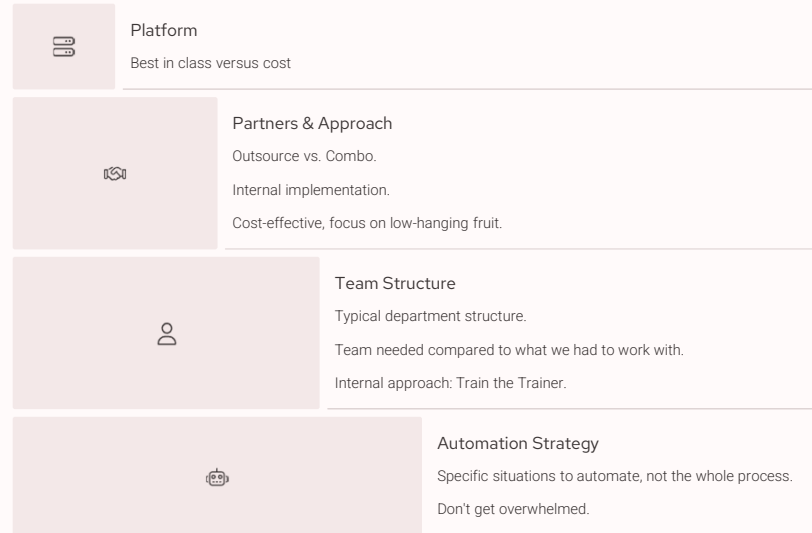 Platform
Best in class versus cost
Partners & Approach
Outsource vs. Combo.
Internal implementation.
Cost-effective, focus on low-hanging fruit.
Team Structure
Typical department structure.
Team needed compared to what we had to work with.
Internal approach: Train the Trainer.
Automation Strategy
Specific situations to automate, not the whole process.
Don't get overwhelmed.